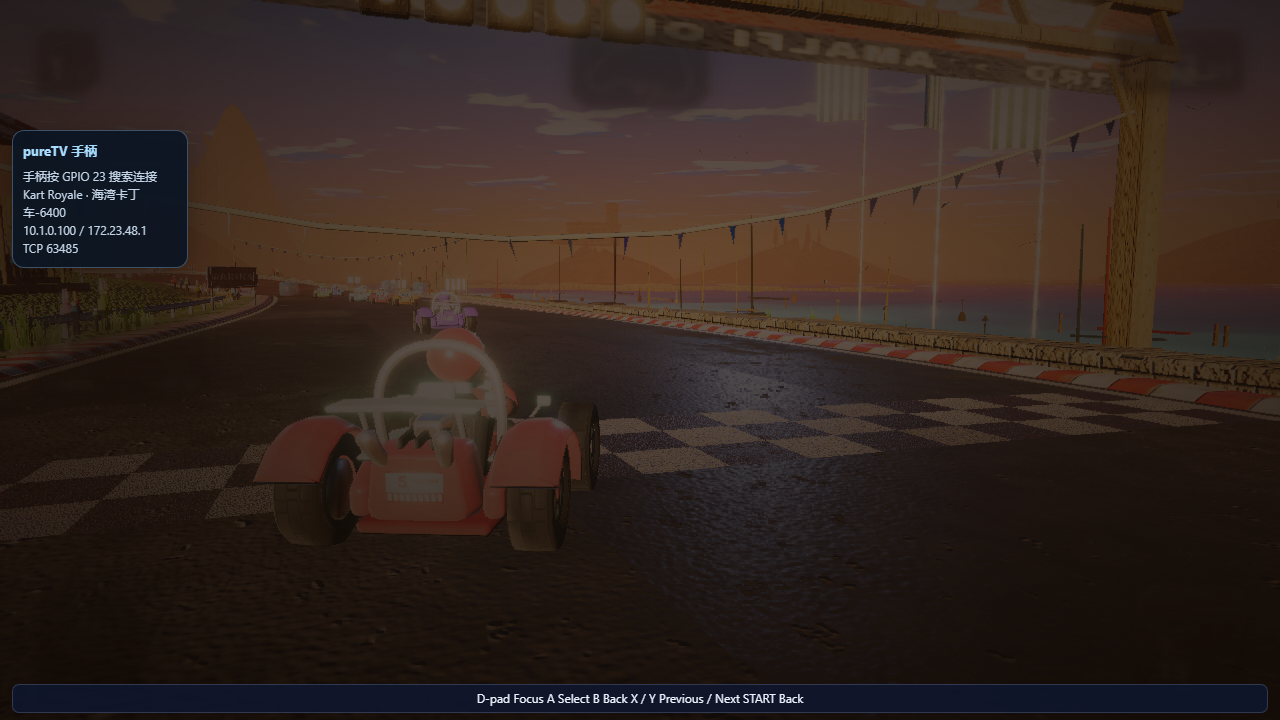 AMALFI
pureTV 手柄
手柄按 GPIO 23 搜索连接
Kart Royale · 海湾卡丁
车-6400
10.1.0.100 / 172.23.48.1
TCP 63485
D-pad Focus A Select B Back X / Y Previous / Next START Back